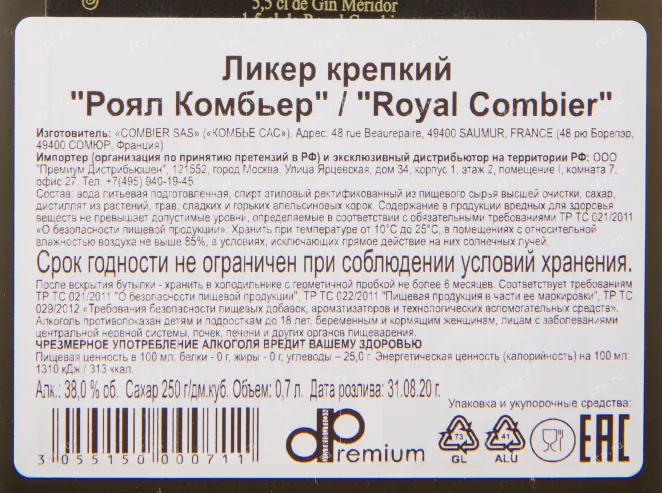 5,5 cl de Gin Méridor
Ликер крепкий
"Роял Комбьер" / "Royal Combier"
Изготовитель: «COMBIER SAS» («КОМБЬЕ САС»). Адрес: 48 rue Beaurepaire, 49400 SAUMUR, FRANCE (48 рю Борепэр,
49400 СОМЮР, Франция)
Импортер (организация по принятию претензий в РФ) и эксклюзивный дистрибьютор на территории РФ: ООО
"Премиум Дистрибьюшен", 121552, город Москва, Улица Ярцевская, дом 34, корпус 1, этаж 2, помещение I, комната 7,
офис 27. Тел. +7(495) 940-19-45
Состав: вода питьевая подготовленная, спирт этиловый ректификованный из пищевого сырья высшей очистки, сахар,
дистиллят из растений, трав, сладких и горьких апельсиновых корок. Содержание в продукции вредных для здоровья
веществ не превышает допустимые уровни, определяемые в соответствии с обязательными требованиями ТР ТС 021/2011
«О безопасности пищевой продукции». Хранить при температуре от 10°С до 25°С, в помещениях с относительной
влажностью воздуха не выше 85%, в условиях, исключающих прямое действие на них солнечных лучей.
Срок годности не ограничен при соблюдении условий хранения.
После вскрытия бутылки - хранить в холодильнике с герметичной пробкой не более 6 месяцев. Соответствует требованиям
ТР ТС 021/2011 "О безопасности пищевой продукции", ТР ТС 022/2011 "Пищевая продукция в части ее маркировки", ТР ТС
029/2012 «Требования безопасности пищевых добавок, ароматизаторов и технологических вспомогательных средств».
Алкоголь противопоказан детям и подросткам до 18 лет, беременным и кормящим женщинам, лицам с заболеваниями
центральной нервной системы, почек, печени и других органов пищеварения.
ЧРЕЗМЕРНОЕ УПОТРЕБЛЕНИЕ АЛКОГОЛЯ ВРЕДИТ ВАШЕМУ ЗДОРОВЬЮ
Пищевая ценность в 100 мл: белки - 0 г, жиры - 0 г, углеводы – 25,0 г. Энергетическая ценность (калорийность) на 100 мл:
1310 кДж / 313 ккал.
Алк.: 38,0 % об. Сахар 250 г/дм.куб. Объем: 0,7 л. Дата розлива: 31.08.20 г.
Упаковка и укупорочные средства:
3 055150 000711
dpremium
73
GL
41
ALU
EAC